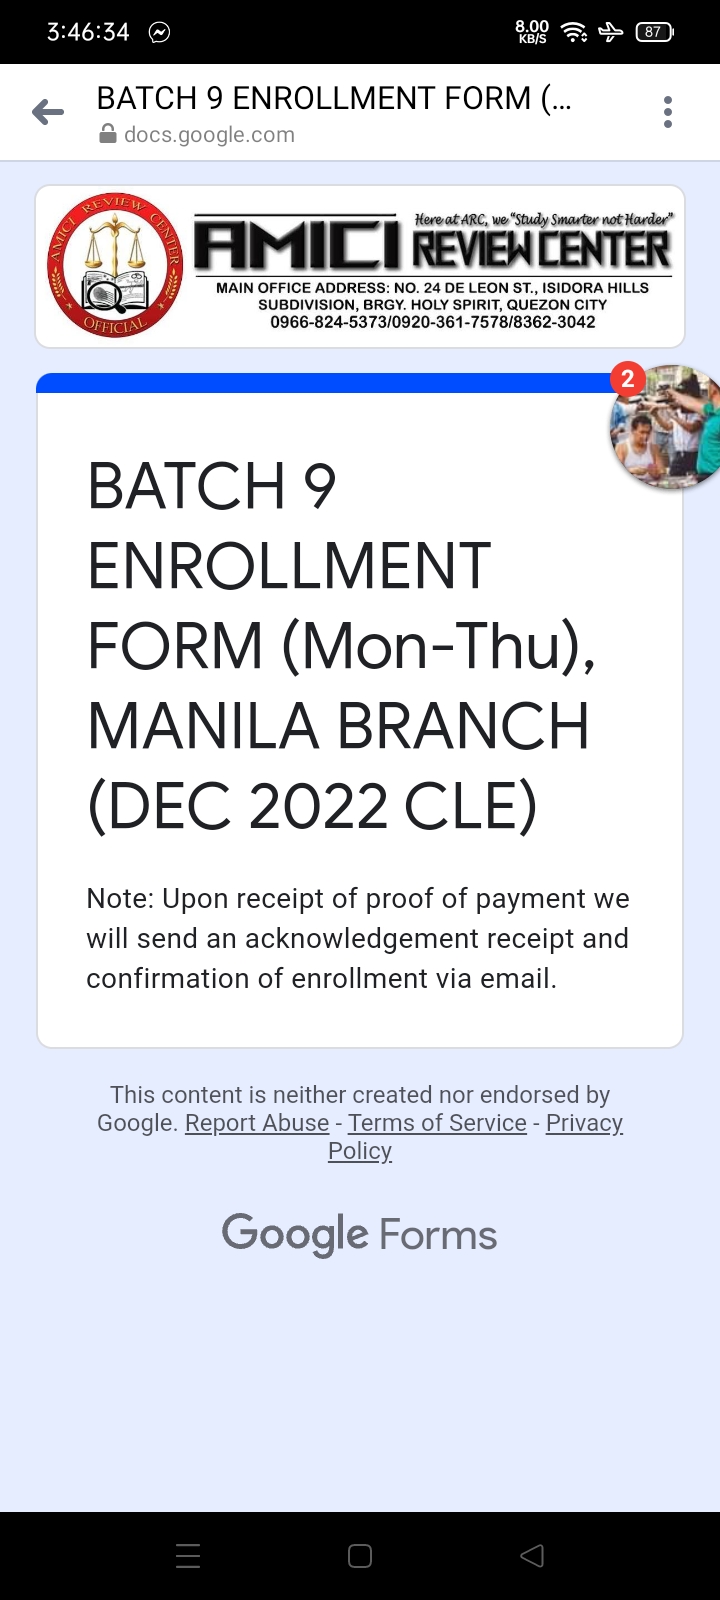 3:46:34
8.00
KB/S
87
BATCH 9 ENROLLMENT FORM (...
docs.google.com
AMICI REVIEW CENTER
OFFICIAL
Here at ARC, we "Study Smarter not Harder"
AMICI REVIEW CENTER
MAIN OFFICE ADDRESS: NO. 24 DE LEON ST., ISIDORA HILLS
SUBDIVISION, BRGY. HOLY SPIRIT, QUEZON CITY
0966-824-5373/0920-361-7578/8362-3042
2
BATCH 9
ENROLLMENT
FORM (Mon-Thu),
MANILA BRANCH
(DEC 2022 CLE)
Note: Upon receipt of proof of payment we
will send an acknowledgement receipt and
confirmation of enrollment via email.
This content is neither created nor endorsed by
Google. Report Abuse - Terms of Service - Privacy
Policy
Google Forms